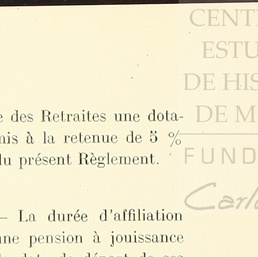 CENT
ESTU
DE HIS
DE M
FUND
Carl
e des Retraites une dota-
nis à la retenue de 5 %
du présent Règlement.
— La durée d'affiliation
une pension à jouissance